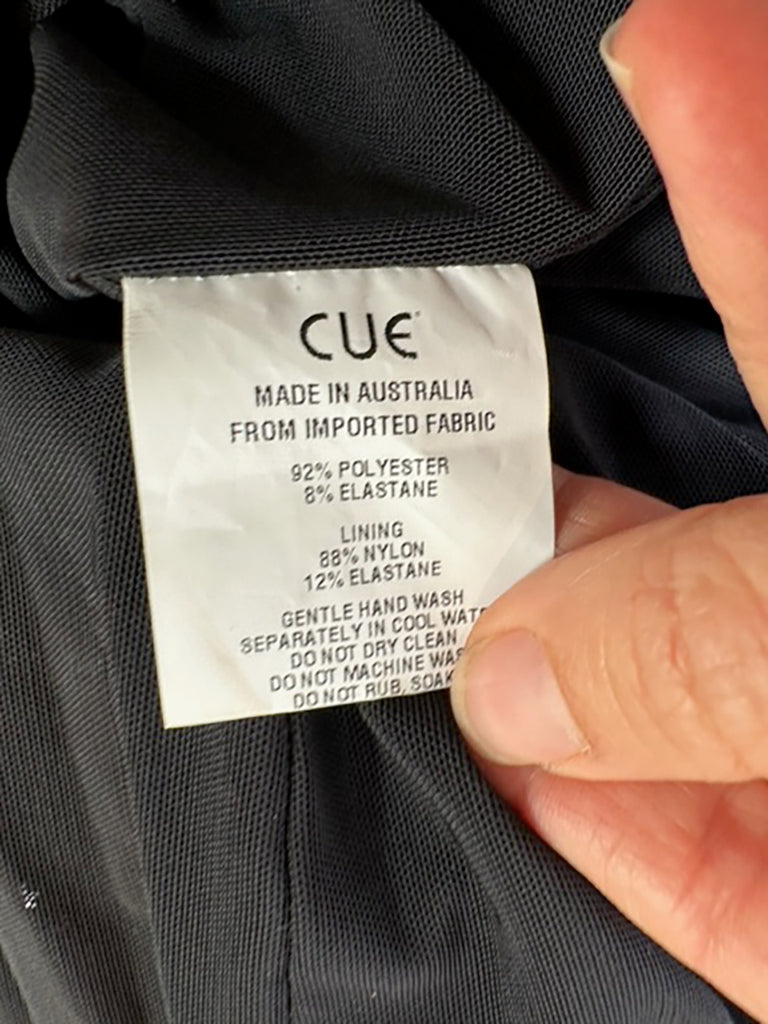 CUE
MADE IN AUSTRALIA
FROM IMPORTED FABRIC
92% POLYESTER
8% ELASTANE
LINING
88% NYLON
12% ELASTANE
GENTLE HAND WASH
SEPARATELY IN COOL
DO NOT DRY CLEAN
DO NOT MACHINE
DO NOT RUB, SOAK